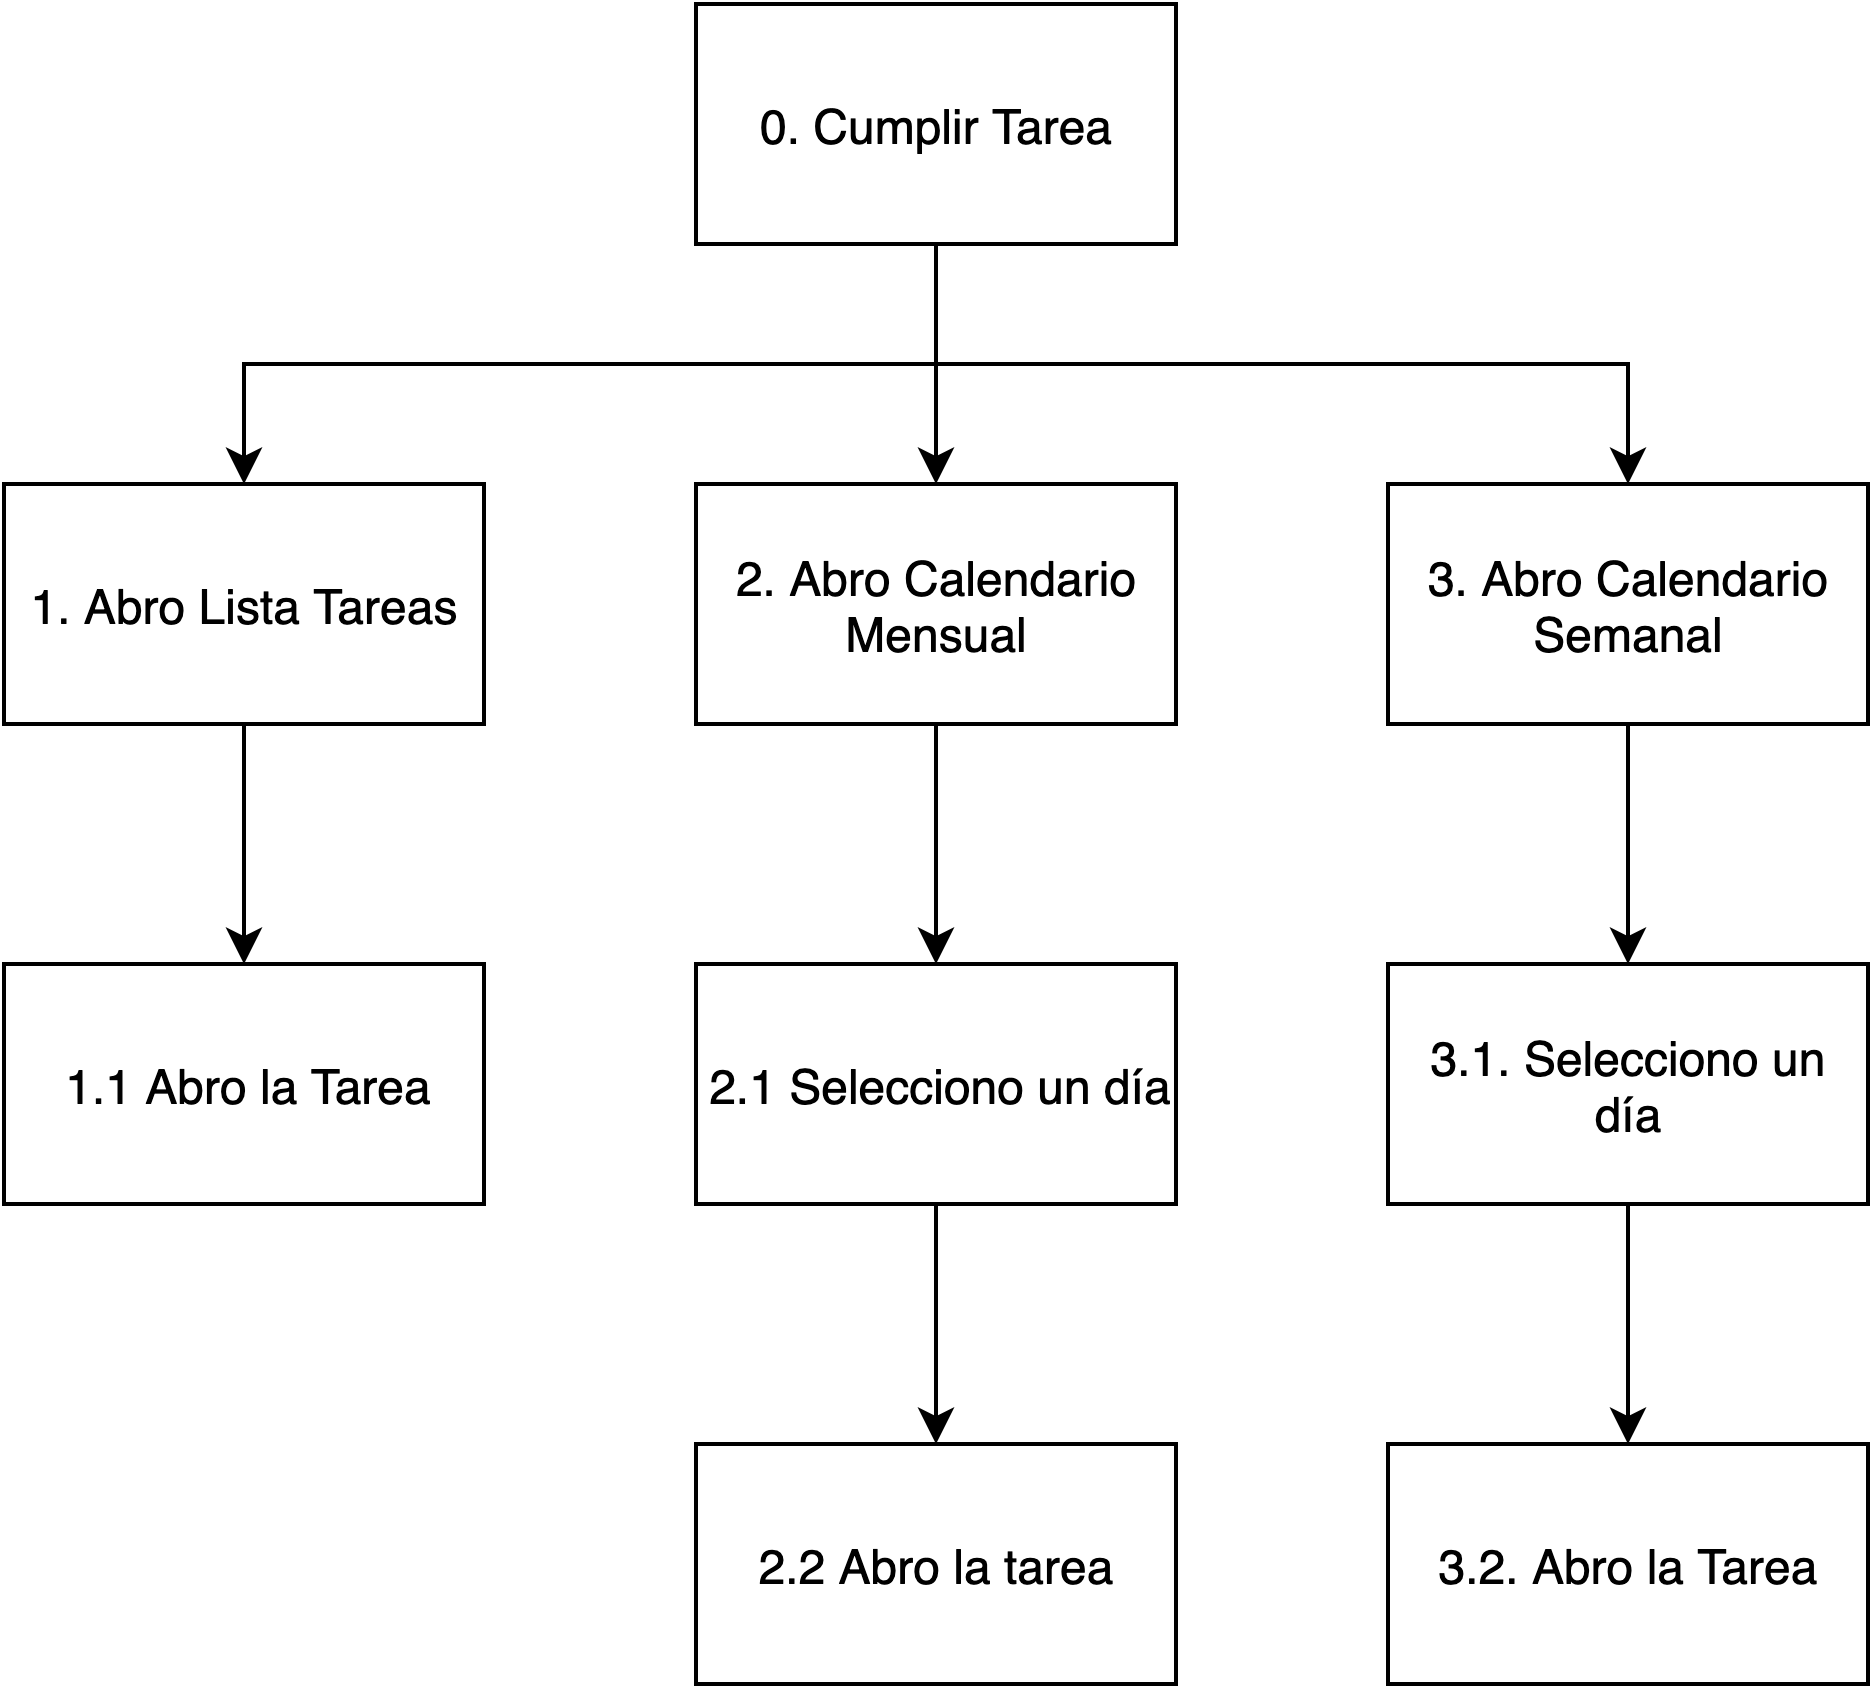 0. Cumplir Tarea
1. Abro Lista Tareas
2. Abro Calendario
Mensual
3. Abro Calendario
Semanal
1.1 Abro la Tarea
2.1 Selecciono un día
3.1. Selecciono un
día
2.2 Abro la tarea
3.2. Abro la Tarea